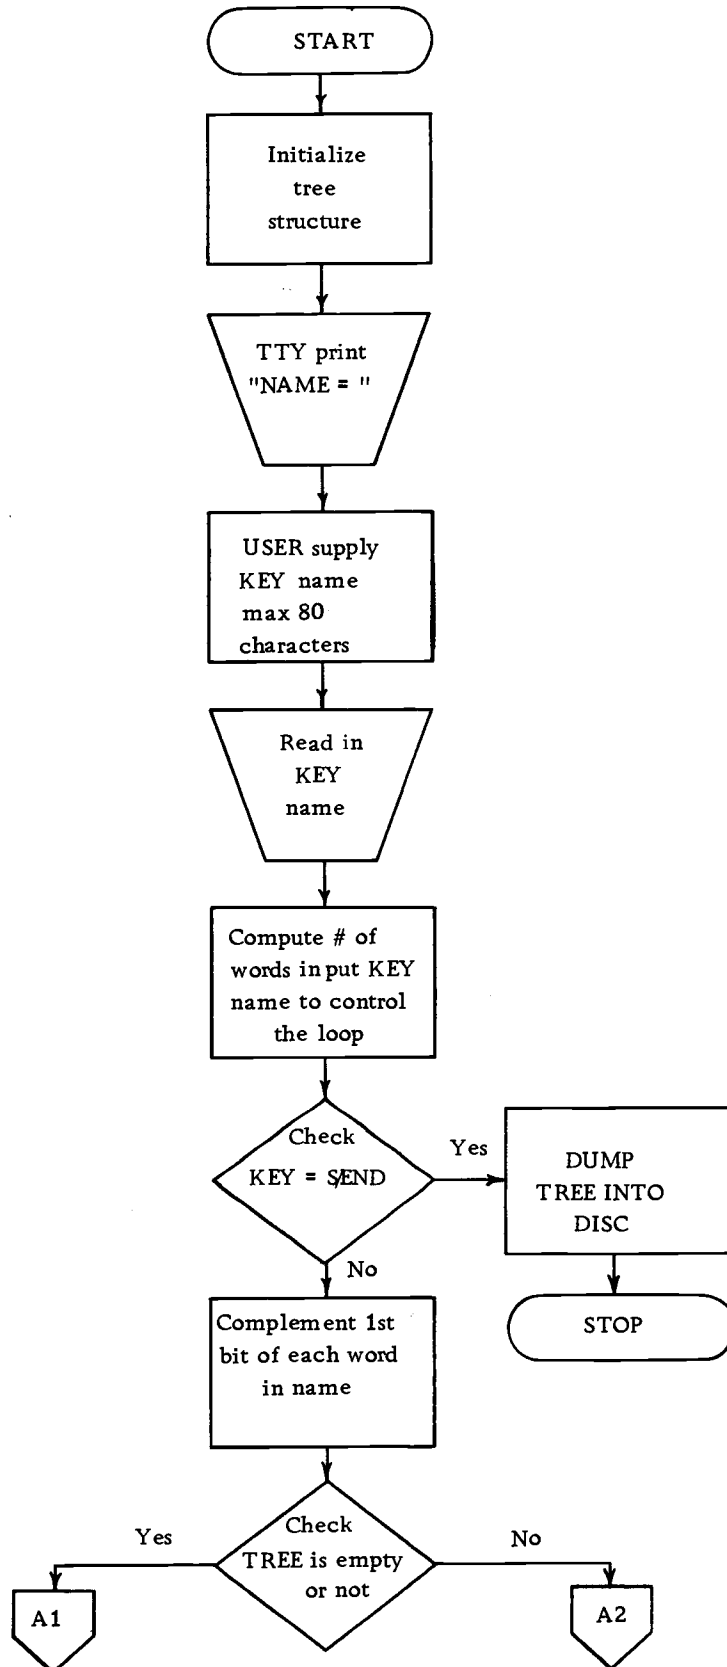 START
Initialize
tree
structure
TTY print
"NAME = "
USER supply
KEY name
max 80
characters
Read in
KEY
name
Compute # of
words input KEY
name to control
the loop
Check
KEY = S/END
Yes
DUMP
TREE INTO
DISC
No
STOP
Complement 1st
bit of each word
in name
Yes
Check
TREE is empty
or not
No
A1
A2